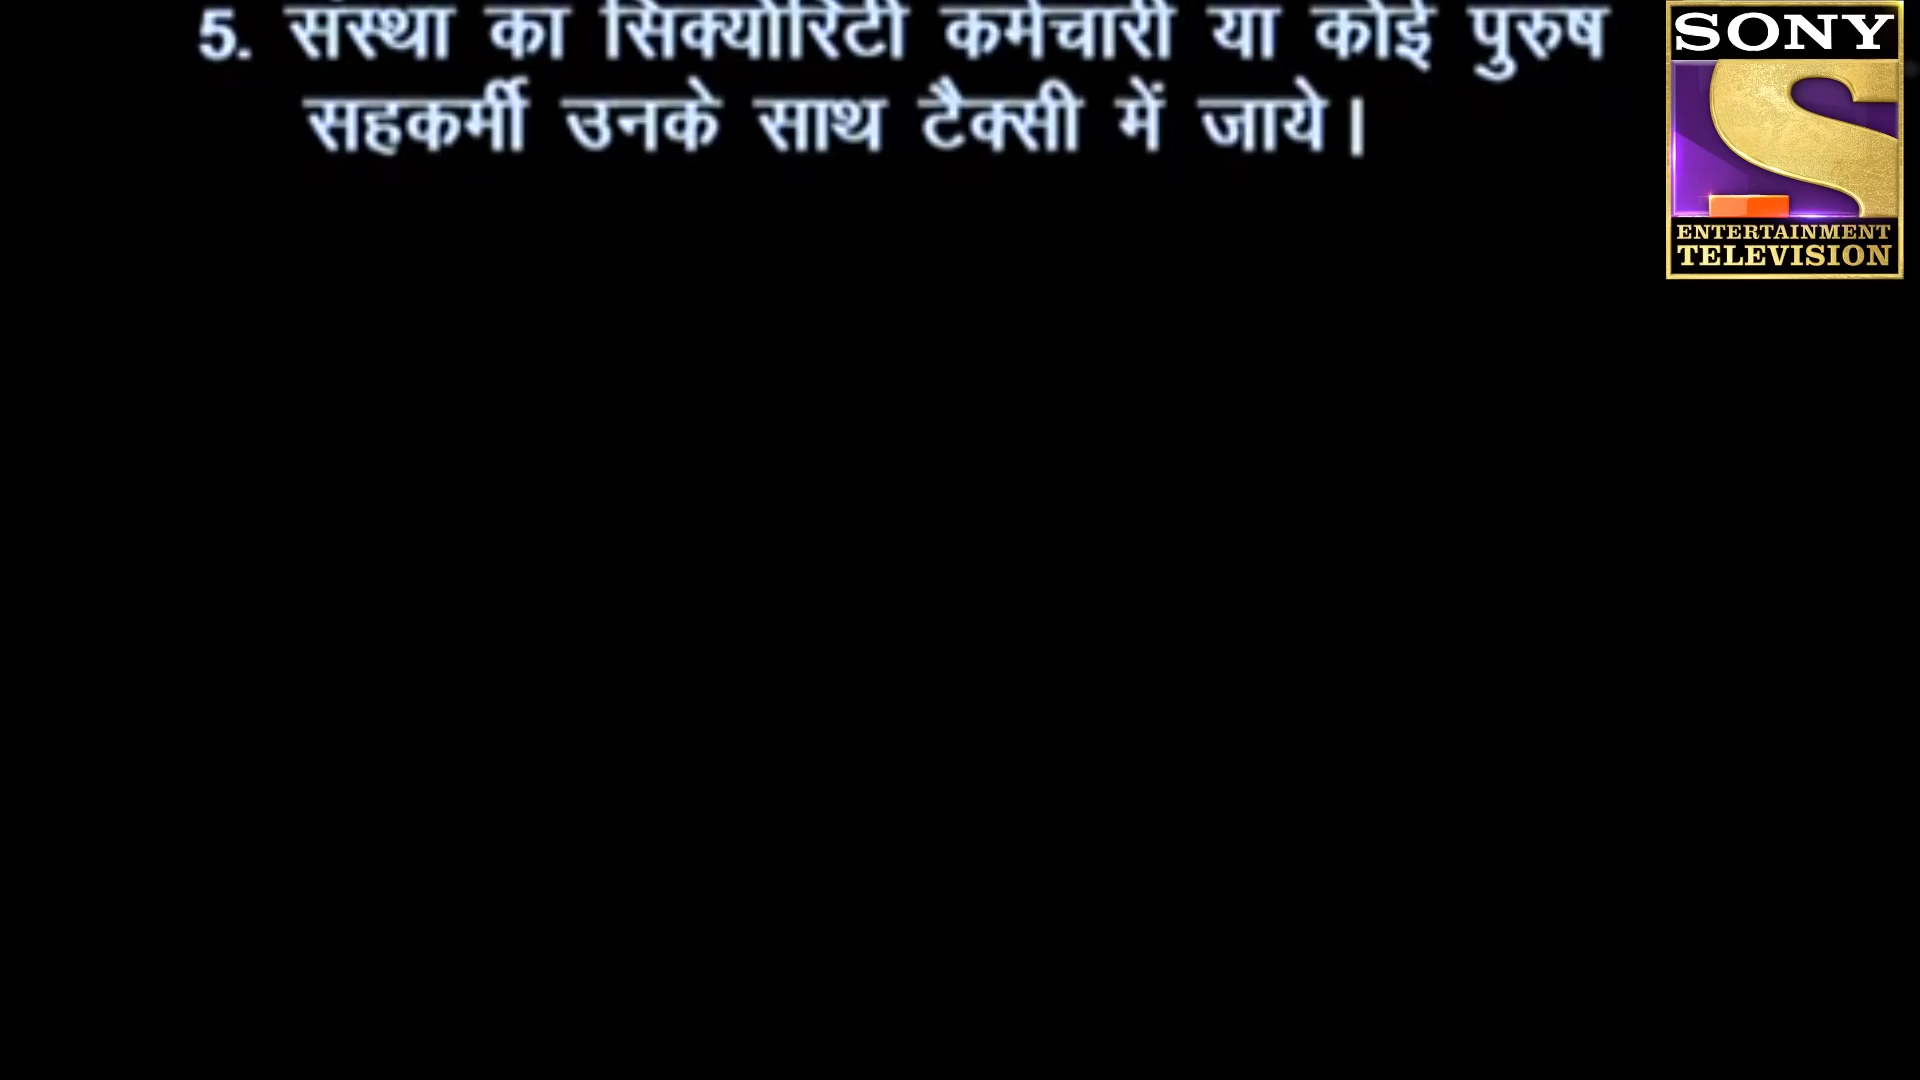 5. संस्था का सिक्योरिटी कर्मचारी या कोई पुरुष
सहकर्मी उनके साथ टैक्सी में जाये।
SONY
ENTERTAINMENT
TELEVISION